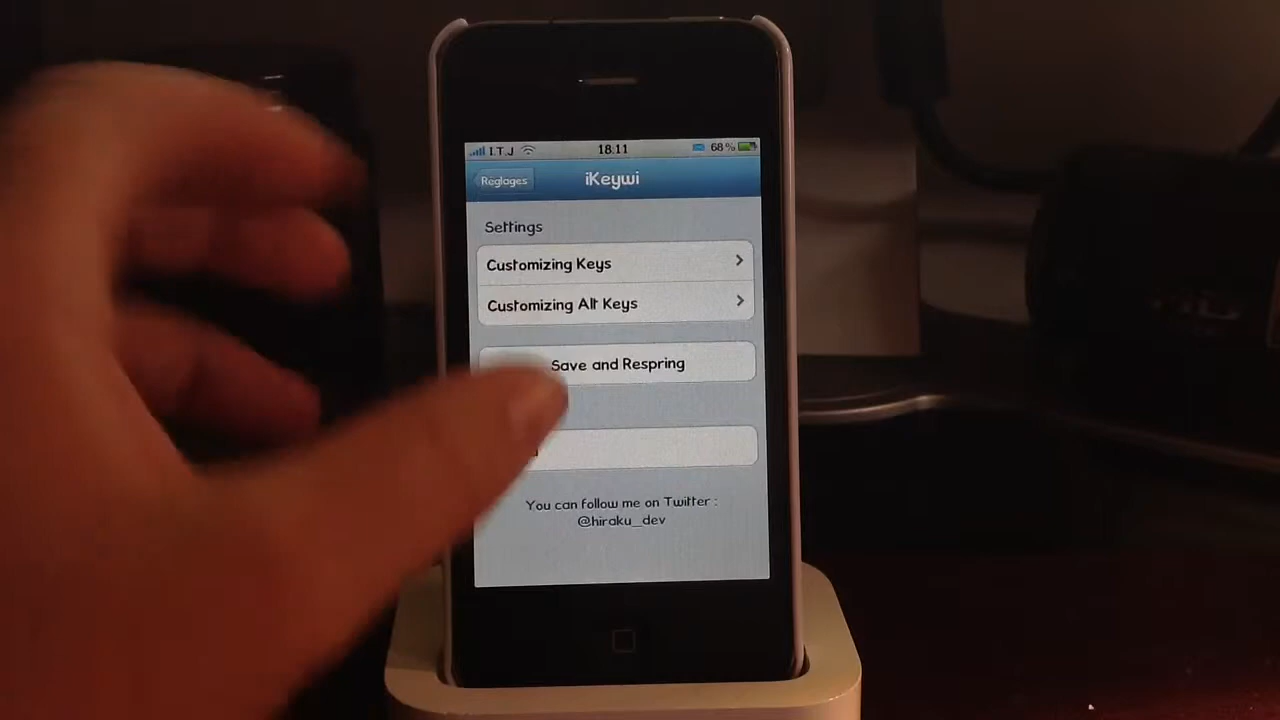 I.T.J 18:11 68 %
Réglages iKeywi
Settings
Customizing Keys
Customizing Alt Keys
Save and Respring
You can follow me on Twitter :
@hiraku_dev